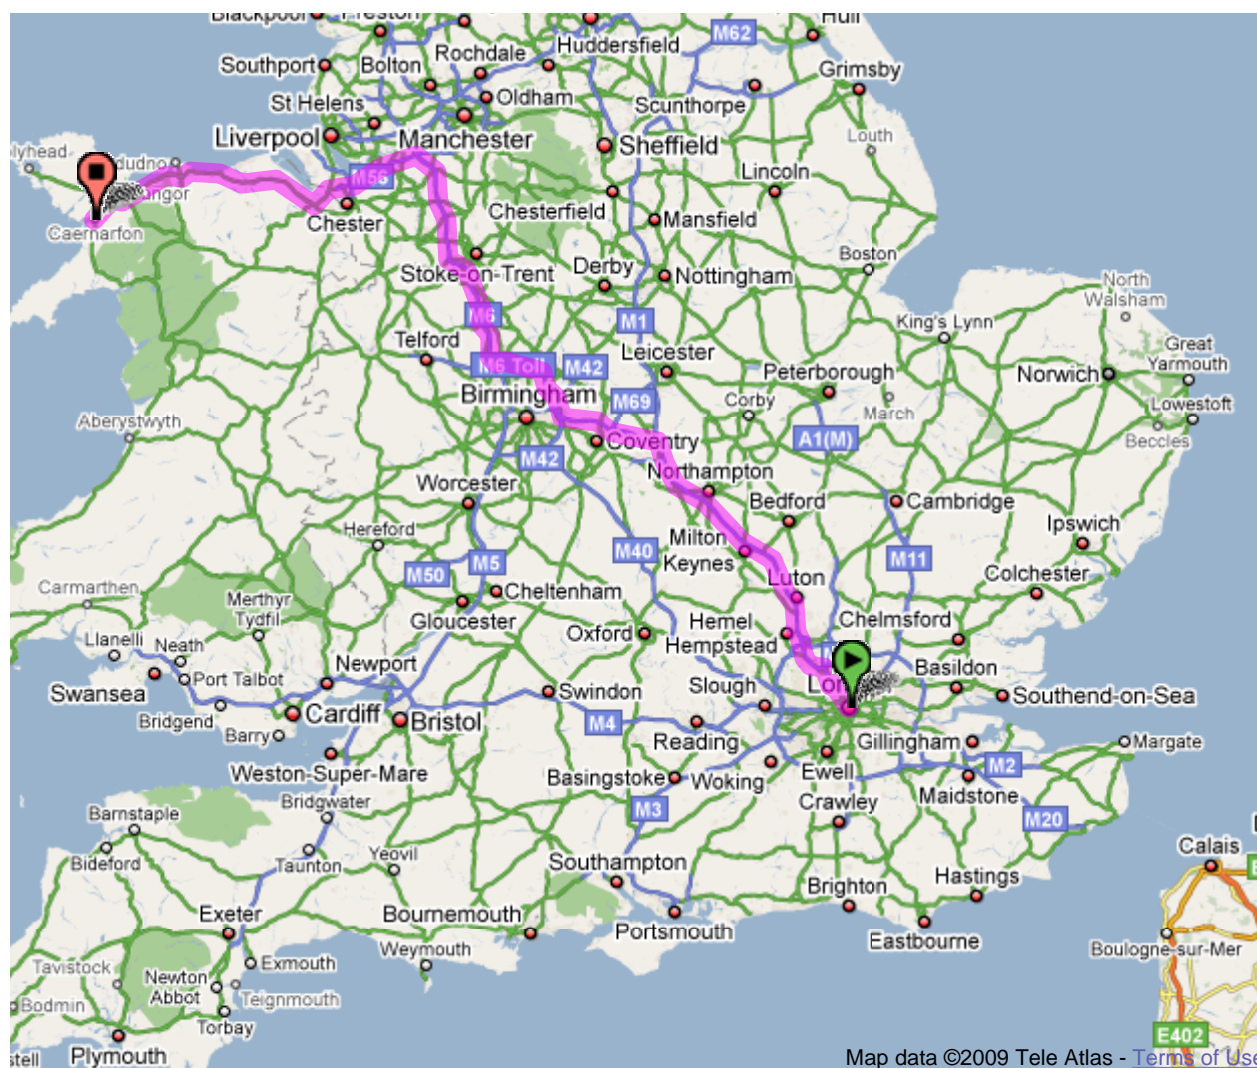 Blackpool
Preston
Hull
M62
Huddersfield
Rochdale
Southport
Bolton
Grimsby
St Helens
Oldham
Scunthorpe
Liverpool
Manchester
Sheffield
Louth
lyhead
dudno
M56
Lincoln
ngor
Chester
Chesterfield
Mansfield
Caernarfon
Stoke-on-Trent
Derby
Nottingham
Boston
North
Walsham
M6
M1
King's Lynn
Telford
Leicester
Great
Yarmouth
M6 Toll
M42
Peterborough
Norwich
Birmingham
M69
Corby
March
Lowestoft
Aberystwyth
Coventry
A1(M)
Beccles
M42
Northampton
Worcester
Bedford
Cambridge
Hereford
Milton
Keynes
Ipswich
M40
M11
M5
M50
Luton
Colchester
Carmarthen
Cheltenham
Merthyr
Tydfil
Gloucester
Hemel
Hempstead
Chelmsford
Oxford
Llanelli
Neath
Newport
Basildon
Port Talbot
Swansea
Swindon
Slough
Lon
Southend-on-Sea
Bridgend
Cardiff
Bristol
M4
Barry
Reading
Gillingham
Margate
Weston-Super-Mare
Basingstoke
Woking
Ewell
M2
Bridgwater
Maidstone
Barnstaple
M3
Crawley
M20
Bideford
Taunton
Yeovil
Southampton
Calais
Brighton
Hastings
Exeter
Bournemouth
Portsmouth
Eastbourne
Weymouth
Boulogne-sur-Mer
Tavistock
Newton
Abbot
Exmouth
Teignmouth
Bodmin
Torbay
E402
stell
Plymouth
Map data ©2009 Tele Atlas - Terms of Use